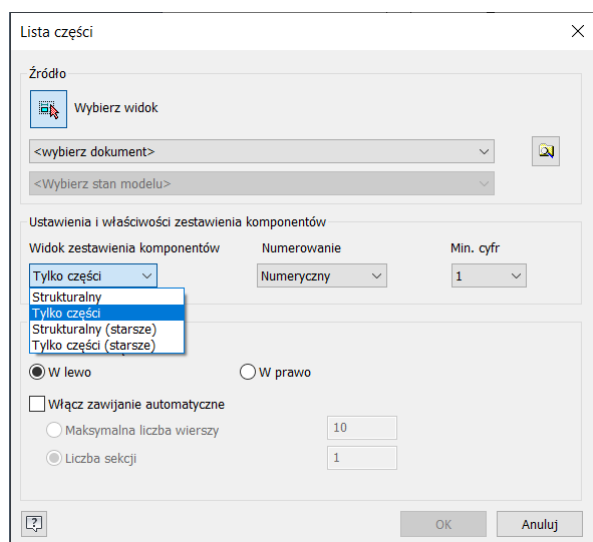 Lista części
Źródło
Wybierz widok
<wybierz dokument>
<Wybierz stan modelu>
Ustawienia i właściwości zestawienia komponentów
Widok zestawienia komponentów Numerowanie Min. cyfr
Tylko części Numeryczny 1
Strukturalny
Tylko części
Strukturalny (starsze)
Tylko części (starsze)
W lewo W prawo
Włącz zawijanie automatyczne
Maksymalna liczba wierszy 10
Liczba sekcji 1
? OK Anuluj